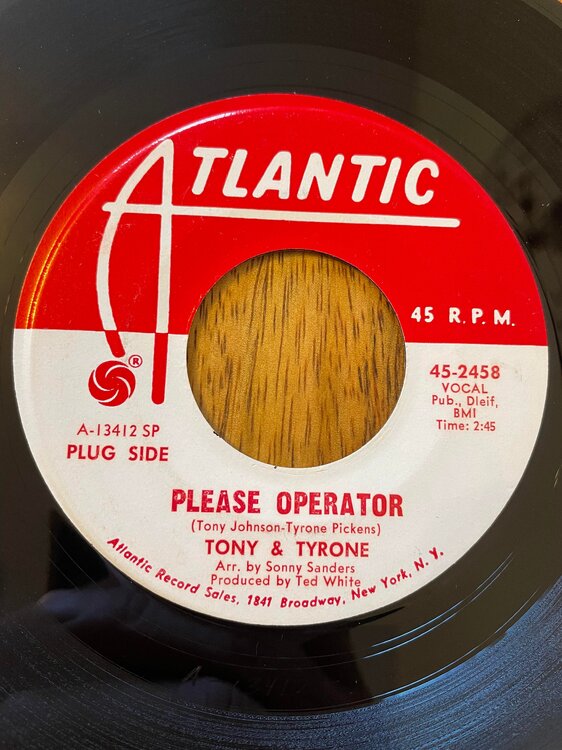 ATLANTIC
45 R.P.M.
®
45-2458
VOCAL
Pub., Dleif,
BMI
Time: 2:45
A-13412 SP
PLUG SIDE
PLEASE OPERATOR
(Tony Johnson-Tyrone Pickens)
TONY & TYRONE
Arr. by Sonny Sanders
Produced by Ted White
Atlantic Record Sales, 1841 Broadway, New York, N. Y.